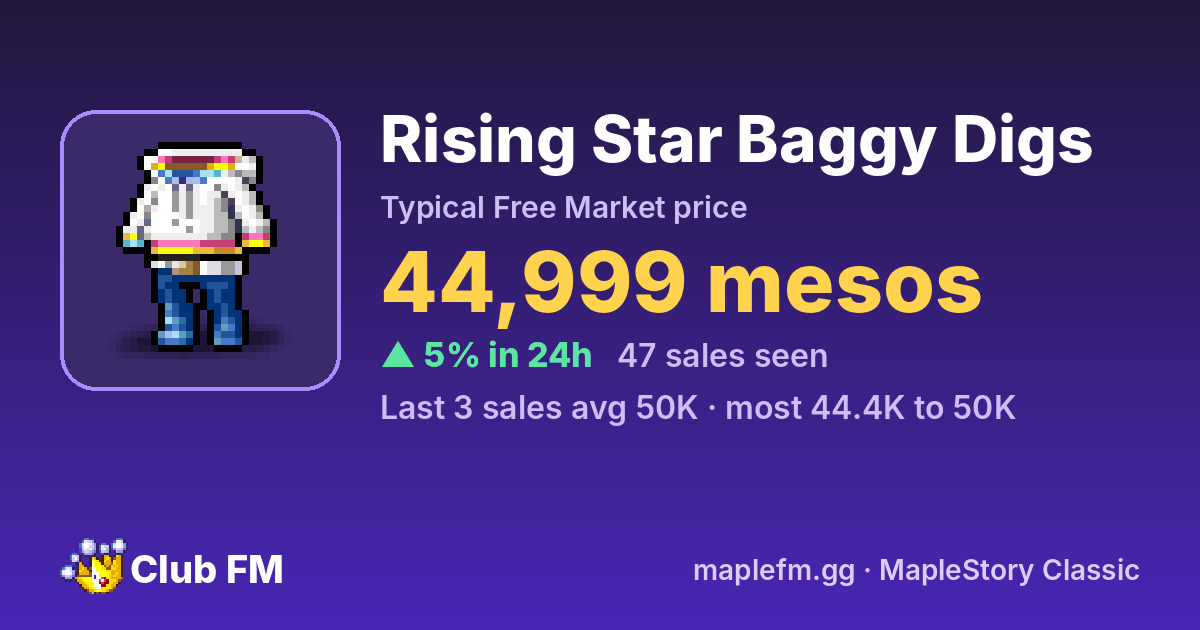 Rising Star Baggy Digs
Typical Free Market price
44,999 mesos
▲ 5% in 24h 47 sales seen
Last 3 sales avg 50K · most 44.4K to 50K
Club FM
maplefm.gg · MapleStory Classic